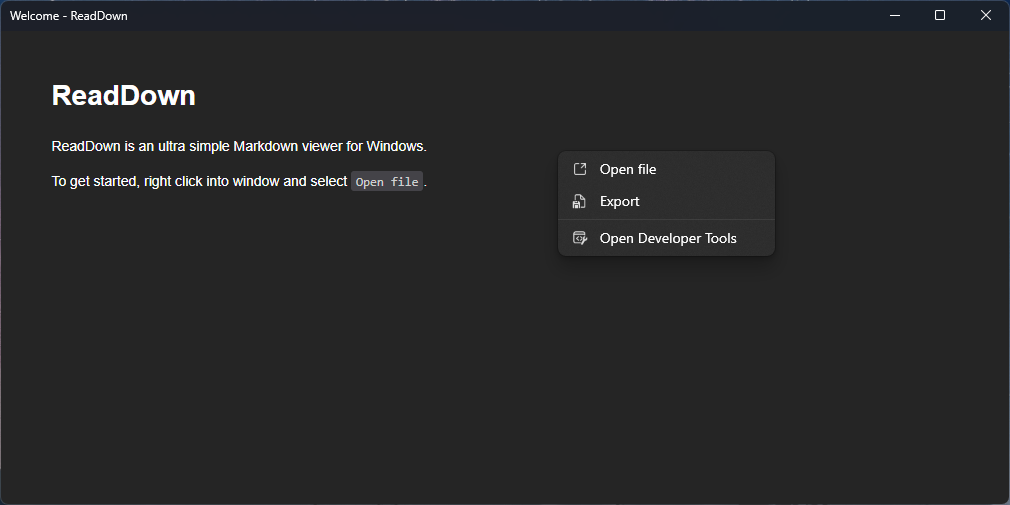 Welcome - ReadDown
ReadDown
ReadDown is an ultra simple Markdown viewer for Windows.
To get started, right click into window and select Open file.
Open file
Export
Open Developer Tools